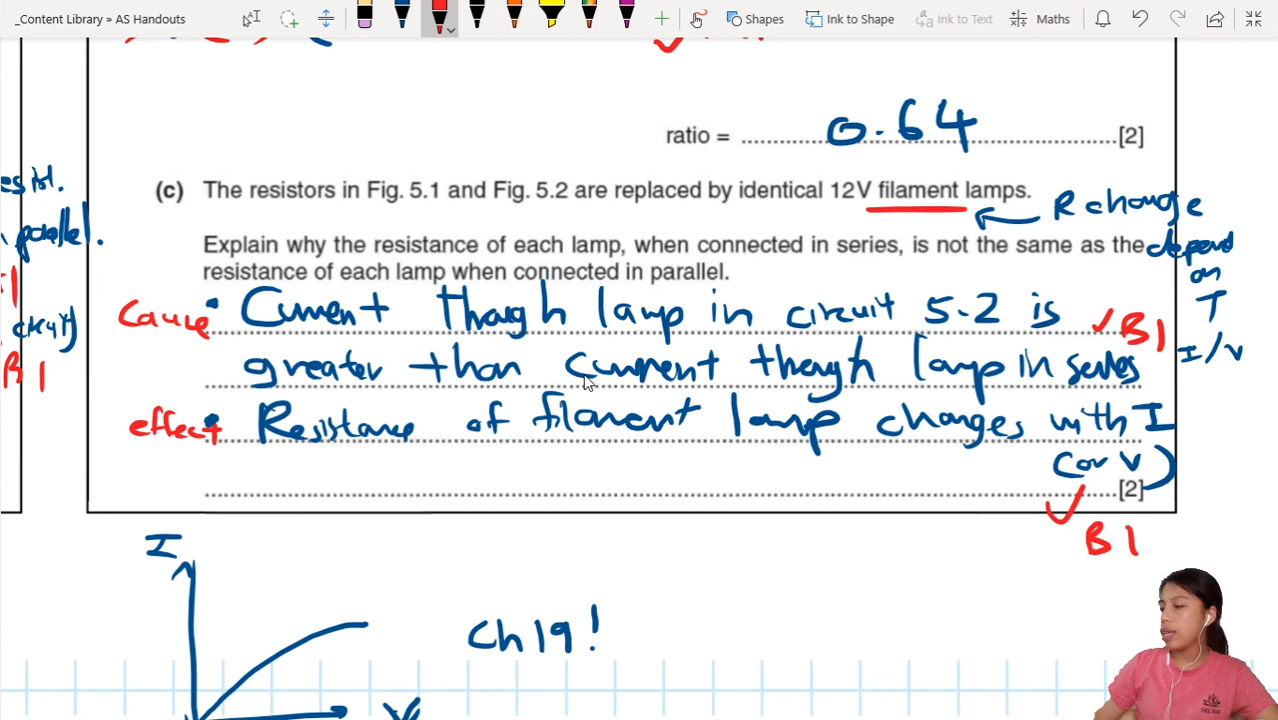 _Content Library » AS Handouts
Shapes
Ink to Shape
Ink to Text
Maths
ratio = 0.64 [2]
(c) The resistors in Fig. 5.1 and Fig. 5.2 are replaced by identical 12V filament lamps.
R change
depend
on
T
I/V
Explain why the resistance of each lamp, when connected in series, is not the same as the
resistance of each lamp when connected in parallel.
parallel.
cause • Current though lamp in circuit 5.2 is B1
greater than current though lamp in series
effect • Resistance of filament lamp changes with I
(or V)
[2]
B1
B1
I
Ch 19!
V